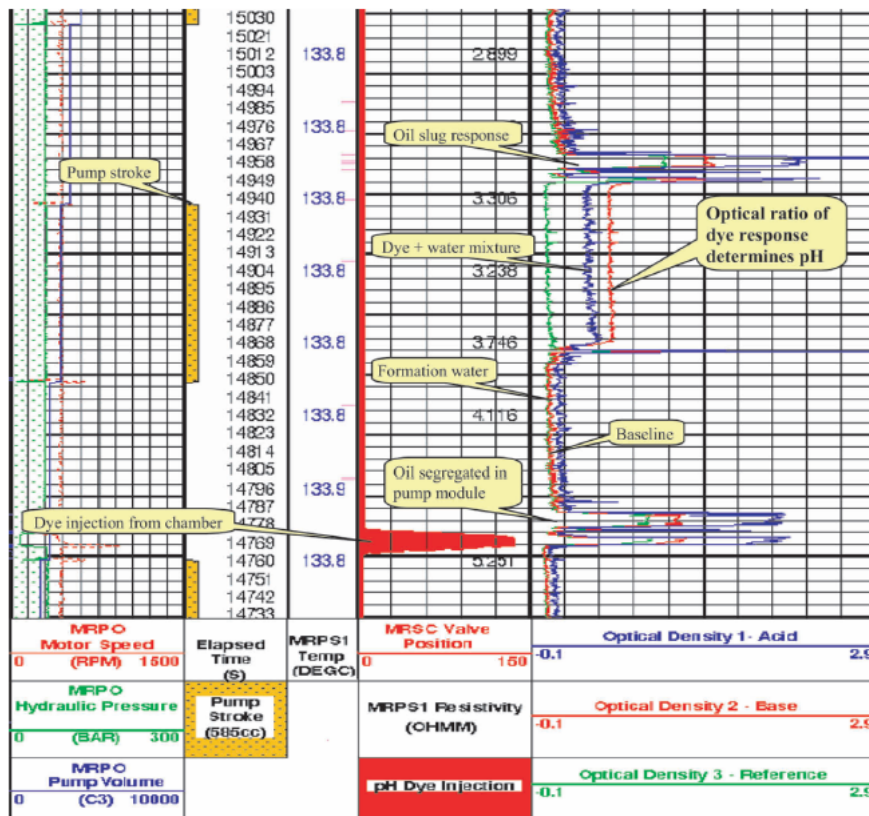 15030
15021
15012 133.8 2.899
15003
14994
14985
14976 133.8
Oil slug response
14967
14958
Pump stroke
14949
14940 133.8 3.306
14931
Optical ratio of
dye response
determines pH
14922
14913
Dye + water mixture
14904 133.8 3.238
14895
14886
14877
14868 133.8 3.746
14859
Formation water
14850
14841
14832 133.8 4.116
14823
Baseline
14814
14805
Oil segregated in
pump module
14796 133.9
14787
Dye injection from chamber
14778
14769
14760 133.8 5.251
14751
14742
14733
MRPO
Motor Speed
0 (RPM) 1500
Elapsed
Time
(S)
MRPS1
Temp
(DEGC)
MRSC Valve
Position
0 150
Optical Density 1- Acid
-0.1 2.9
MRPO
Hydraulic Pressure
0 (BAR) 300
Pump
Stroke
(585cc)
MRPS1 Resistivity
(OHMM)
Optical Density 2 - Base
-0.1 2.9
MRPO
Pump Volume
0 (C3) 10000
pH Dye Injection
Optical Density 3 - Reference
-0.1 2.9